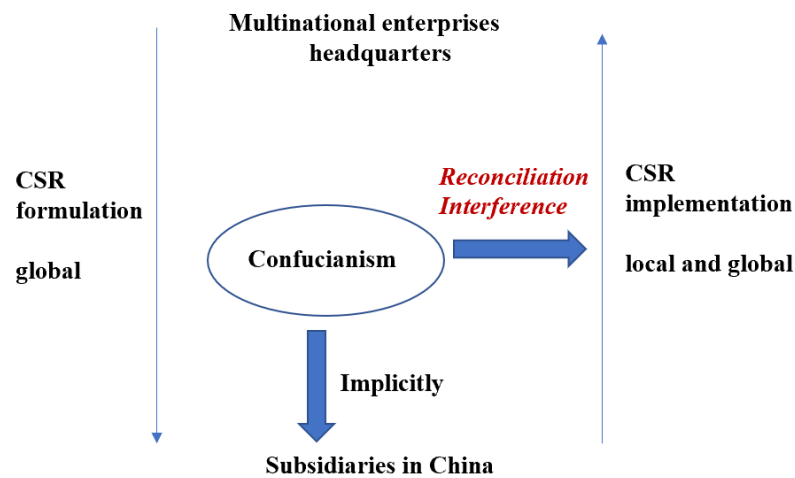 Multinational enterprises
headquarters
CSR
formulation
global
Reconciliation
Interference
CSR
implementation
local and global
Confucianism
Implicitly
Subsidiaries in China